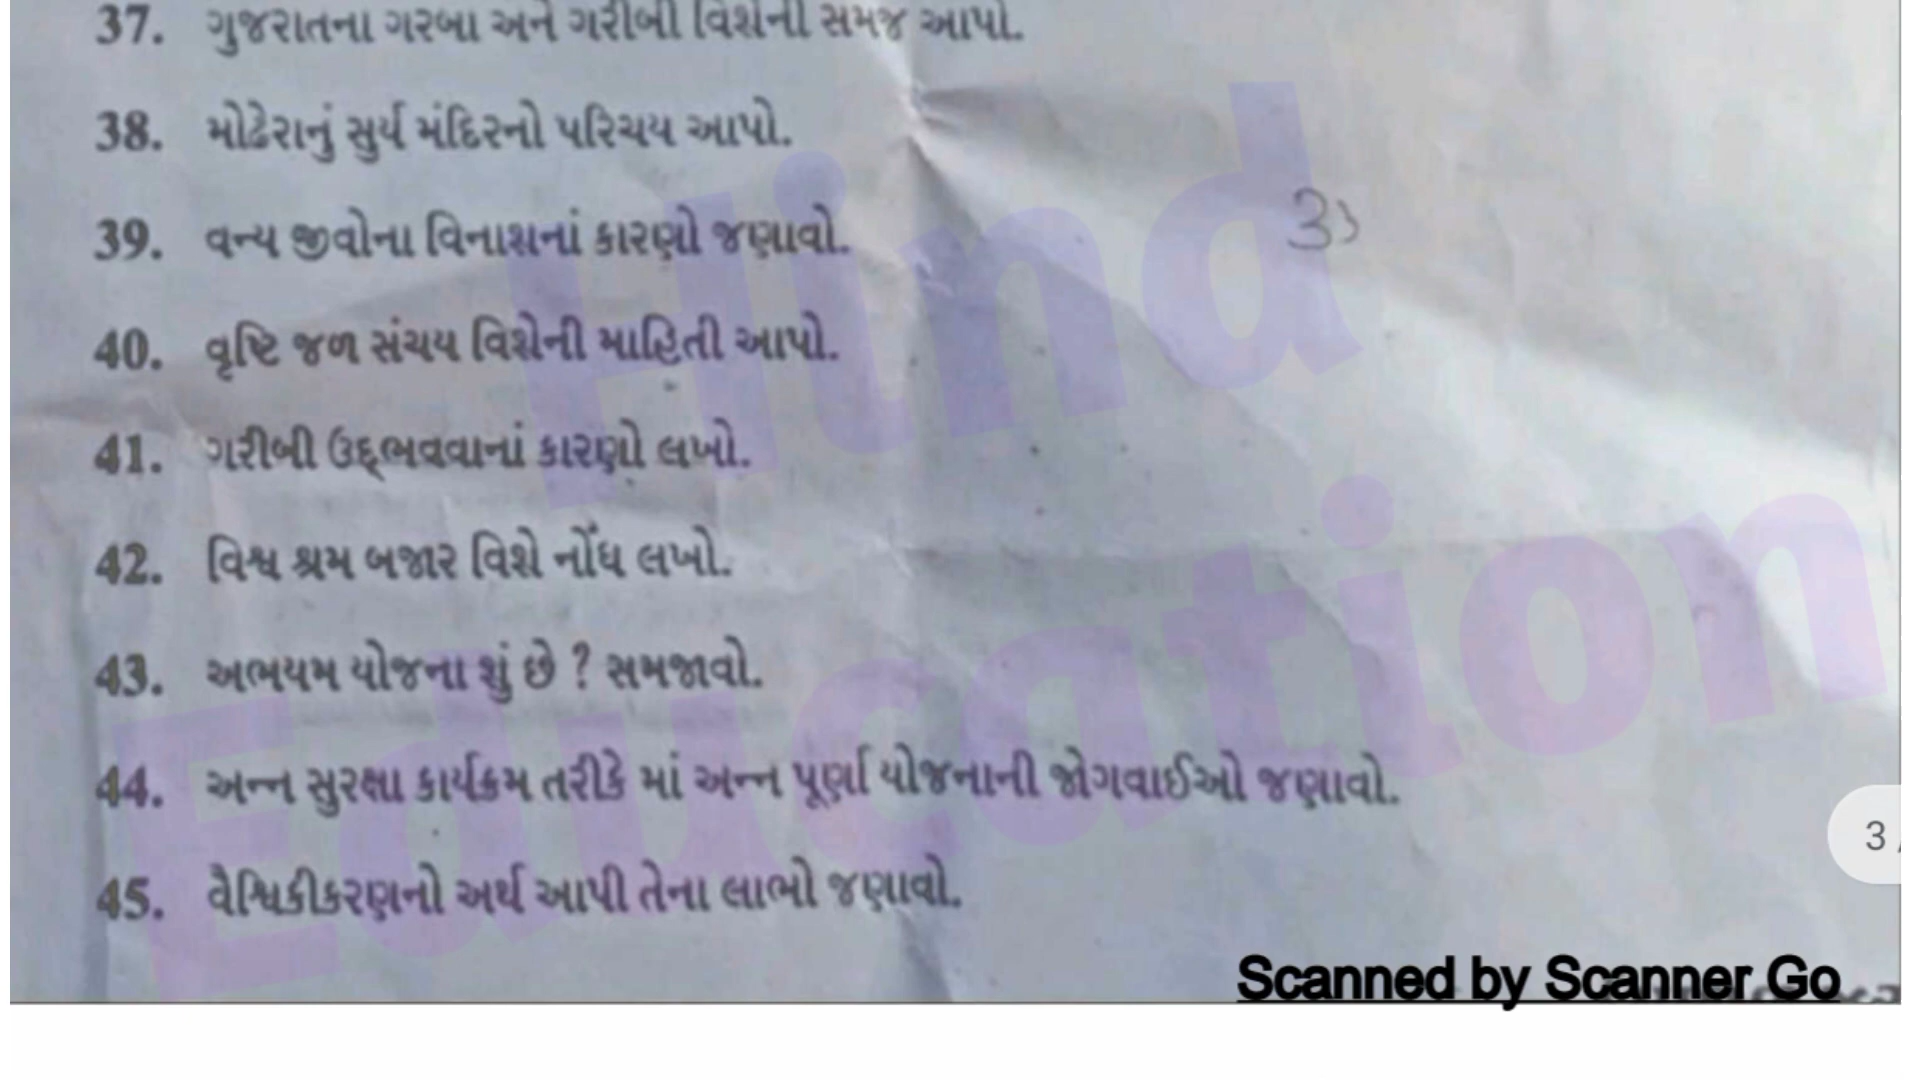 37. ગુજરાતના ગરબા અને ગરીબી વિશેની સમજ આપો.
38. મોઢેરાનું સુર્ય મંદિરનો પરિચય આપો.
39. વન્ય જીવોના વિનાશનાં કારણો જણાવો.
40. વૃષ્ટિ જળ સંચય વિશેની માહિતી આપો.
41. ગરીબી ઉદ્ભવવાનાં કારણો લખો.
42. વિશ્વ શ્રમ બજાર વિશે નોંધ લખો.
43. અભયમ યોજના શું છે ? સમજાવો.
44. અન્ન સુરક્ષા કાર્યક્રમ તરીકે માં અન્ન પૂર્ણા યોજનાની જોગવાઈઓ જણાવો.
45. વૈશ્વિકીકરણનો અર્થ આપી તેના લાભો જણાવો.
Hind
Education
3
Scanned by Scanner Go